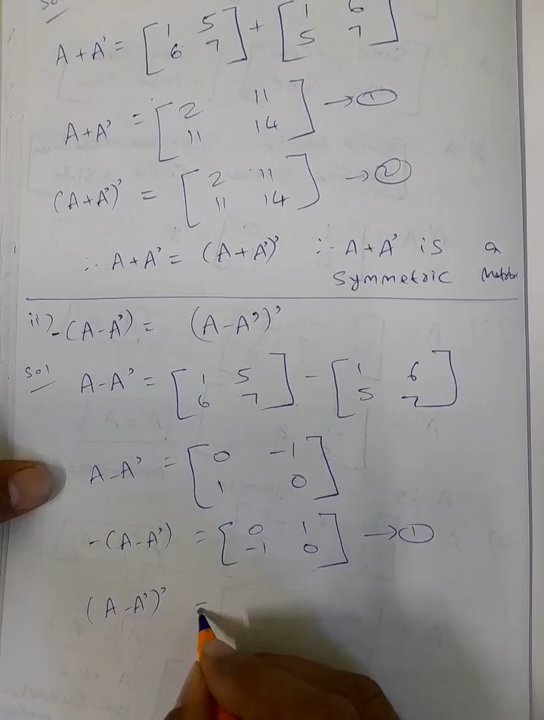 Sol
A+A' = [1 5 6 7] + [1 6 5 7]
A+A' = [2 11 11 14] → ①
(A+A')' = [2 11 11 14] → ②
∴ A+A' = (A+A')' ∴ A+A' is a
Symmetric Matrix
ii) -(A-A') = (A-A')'
Sol
A-A' = [1 5 6 7] - [1 6 5 7]
A-A' = [0 -1 1 0]
-(A-A') = [0 1 -1 0] → ①
(A-A')' =